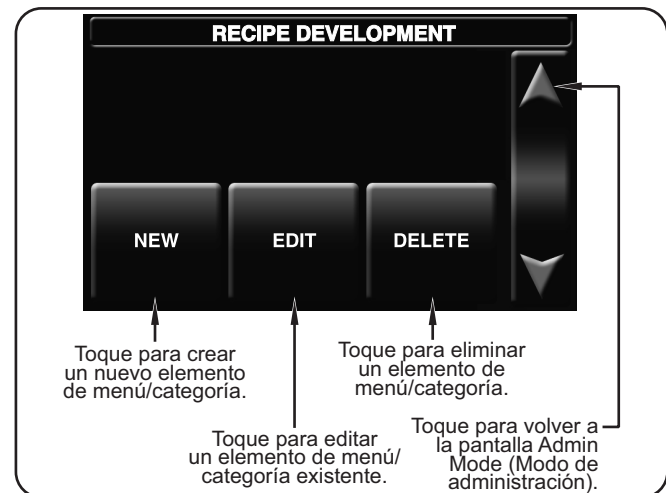 RECIPE DEVELOPMENT
NEW
EDIT
DELETE
Toque para crear
un nuevo elemento
de menú/categoría.
Toque para editar
un elemento de menú/
categoría existente.
Toque para eliminar
un elemento de
menú/categoría.
Toque para volver a
la pantalla Admin
Mode (Modo de
administración).